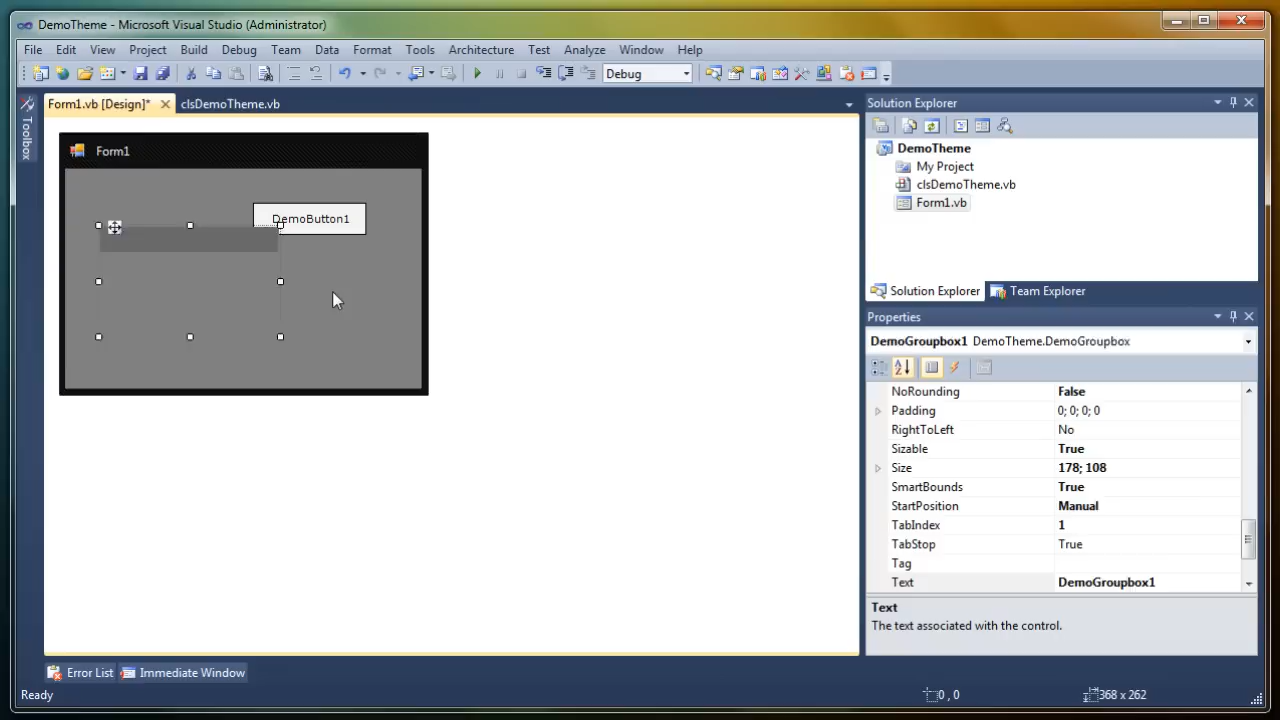 DemoTheme - Microsoft Visual Studio (Administrator)
File Edit View Project Build Debug Team Data Format Tools Architecture Test Analyze Window Help
Debug
Toolbox
Form1.vb [Design]* clsDemoTheme.vb
Form1
DemoButton1
Solution Explorer
DemoTheme
My Project
clsDemoTheme.vb
Form1.vb
Solution Explorer Team Explorer
Properties
DemoGroupbox1 DemoTheme.DemoGroupbox
NoRounding False
Padding 0; 0; 0; 0
RightToLeft No
Sizable True
Size 178; 108
SmartBounds True
StartPosition Manual
TabIndex 1
TabStop True
Tag
Text DemoGroupbox1
Text
The text associated with the control.
Error List Immediate Window
Ready 0 , 0 368 x 262